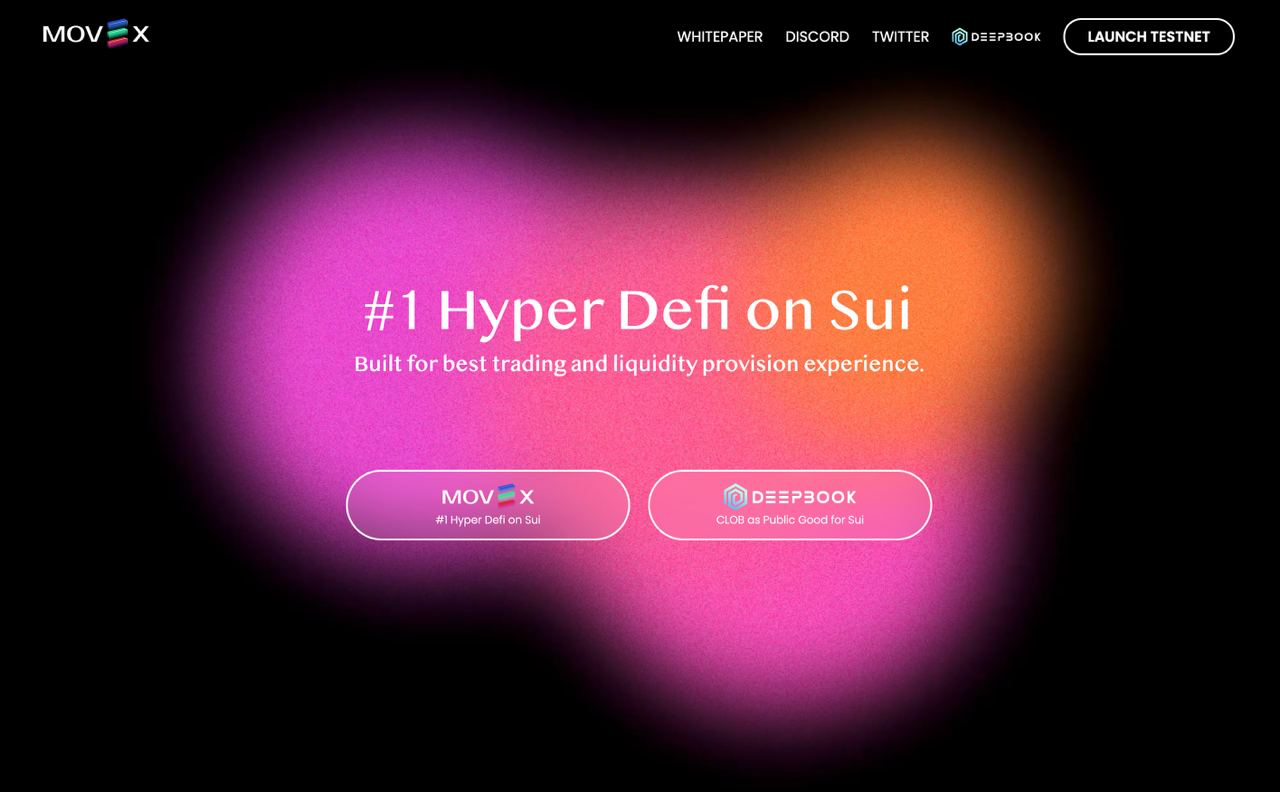 MOVEX
WHITEPAPER
DISCORD
TWITTER
DEEPBOOK
LAUNCH TESTNET
#1 Hyper Defi on Sui
Built for best trading and liquidity provision experience.
MOVEX
#1 Hyper Defi on Sui
DEEPBOOK
CLOB as Public Good for Sui